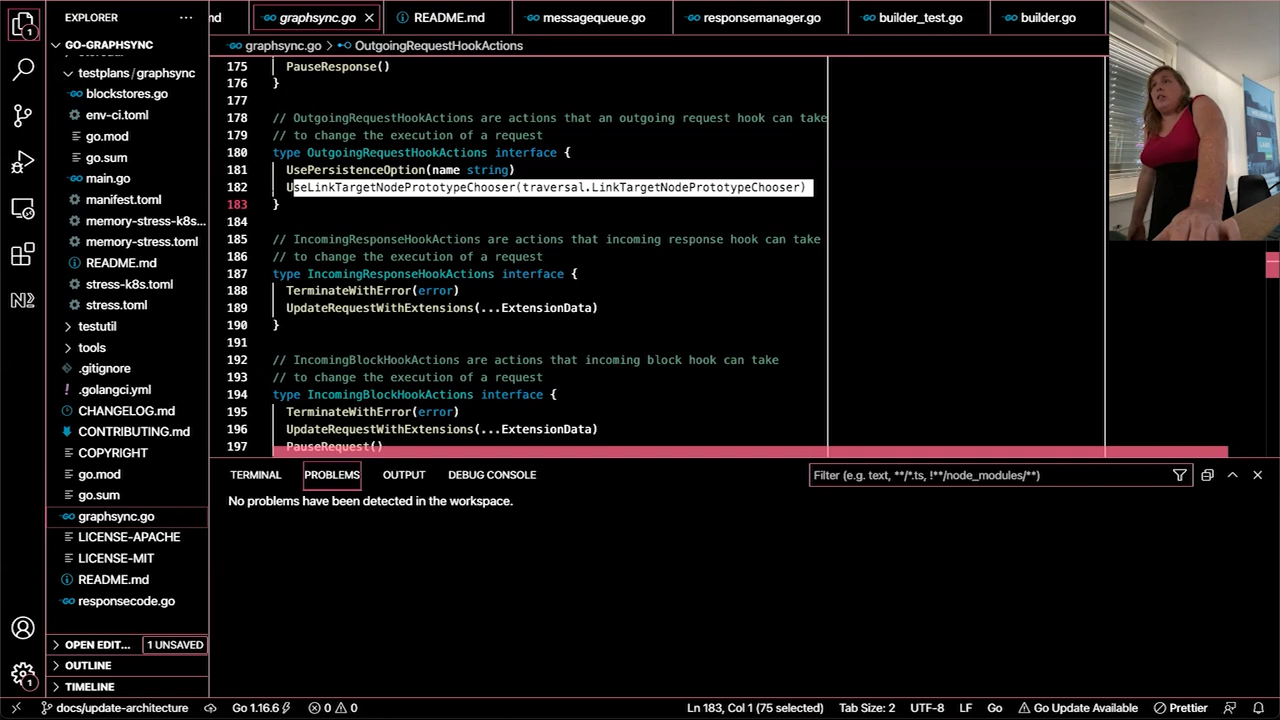 EXPLORER
GO-GRAPHSYNC
testplans / graphsync
blockstores.go
env-ci.toml
go.mod
go.sum
main.go
manifest.toml
memory-stress-k8s...
memory-stress.toml
README.md
stress-k8s.toml
stress.toml
testutil
tools
.gitignore
.golangci.yml
CHANGELOG.md
CONTRIBUTING.md
COPYRIGHT
go.mod
go.sum
graphsync.go
LICENSE-APACHE
LICENSE-MIT
README.md
responsecode.go
OPEN EDIT... 1 UNSAVED
OUTLINE
TIMELINE
nd graphsync.go README.md messagequeue.go responsemanager.go builder_test.go builder.go
graphsync.go > OutgoingRequestHookActions
175 PauseResponse()
176 }
177
178 // OutgoingRequestHookActions are actions that an outgoing request hook can take
179 // to change the execution of a request
180 type OutgoingRequestHookActions interface {
181 UsePersistenceOption(name string)
182 UseLinkTargetNodePrototypeChooser(traversal.LinkTargetNodePrototypeChooser)
183 }
184
185 // IncomingResponseHookActions are actions that incoming response hook can take
186 // to change the execution of a request
187 type IncomingResponseHookActions interface {
188 TerminateWithError(error)
189 UpdateRequestWithExtensions(...ExtensionData)
190 }
191
192 // IncomingBlockHookActions are actions that incoming block hook can take
193 // to change the execution of a request
194 type IncomingBlockHookActions interface {
195 TerminateWithError(error)
196 UpdateRequestWithExtensions(...ExtensionData)
197 PauseRequest()
TERMINAL PROBLEMS OUTPUT DEBUG CONSOLE Filter (e.g. text, **/*.ts, !**/node_modules/**)
No problems have been detected in the workspace.
docs/update-architecture Go 1.16.6 0 0 Ln 183, Col 1 (75 selected) Tab Size: 2 UTF-8 LF Go Go Update Available Prettier